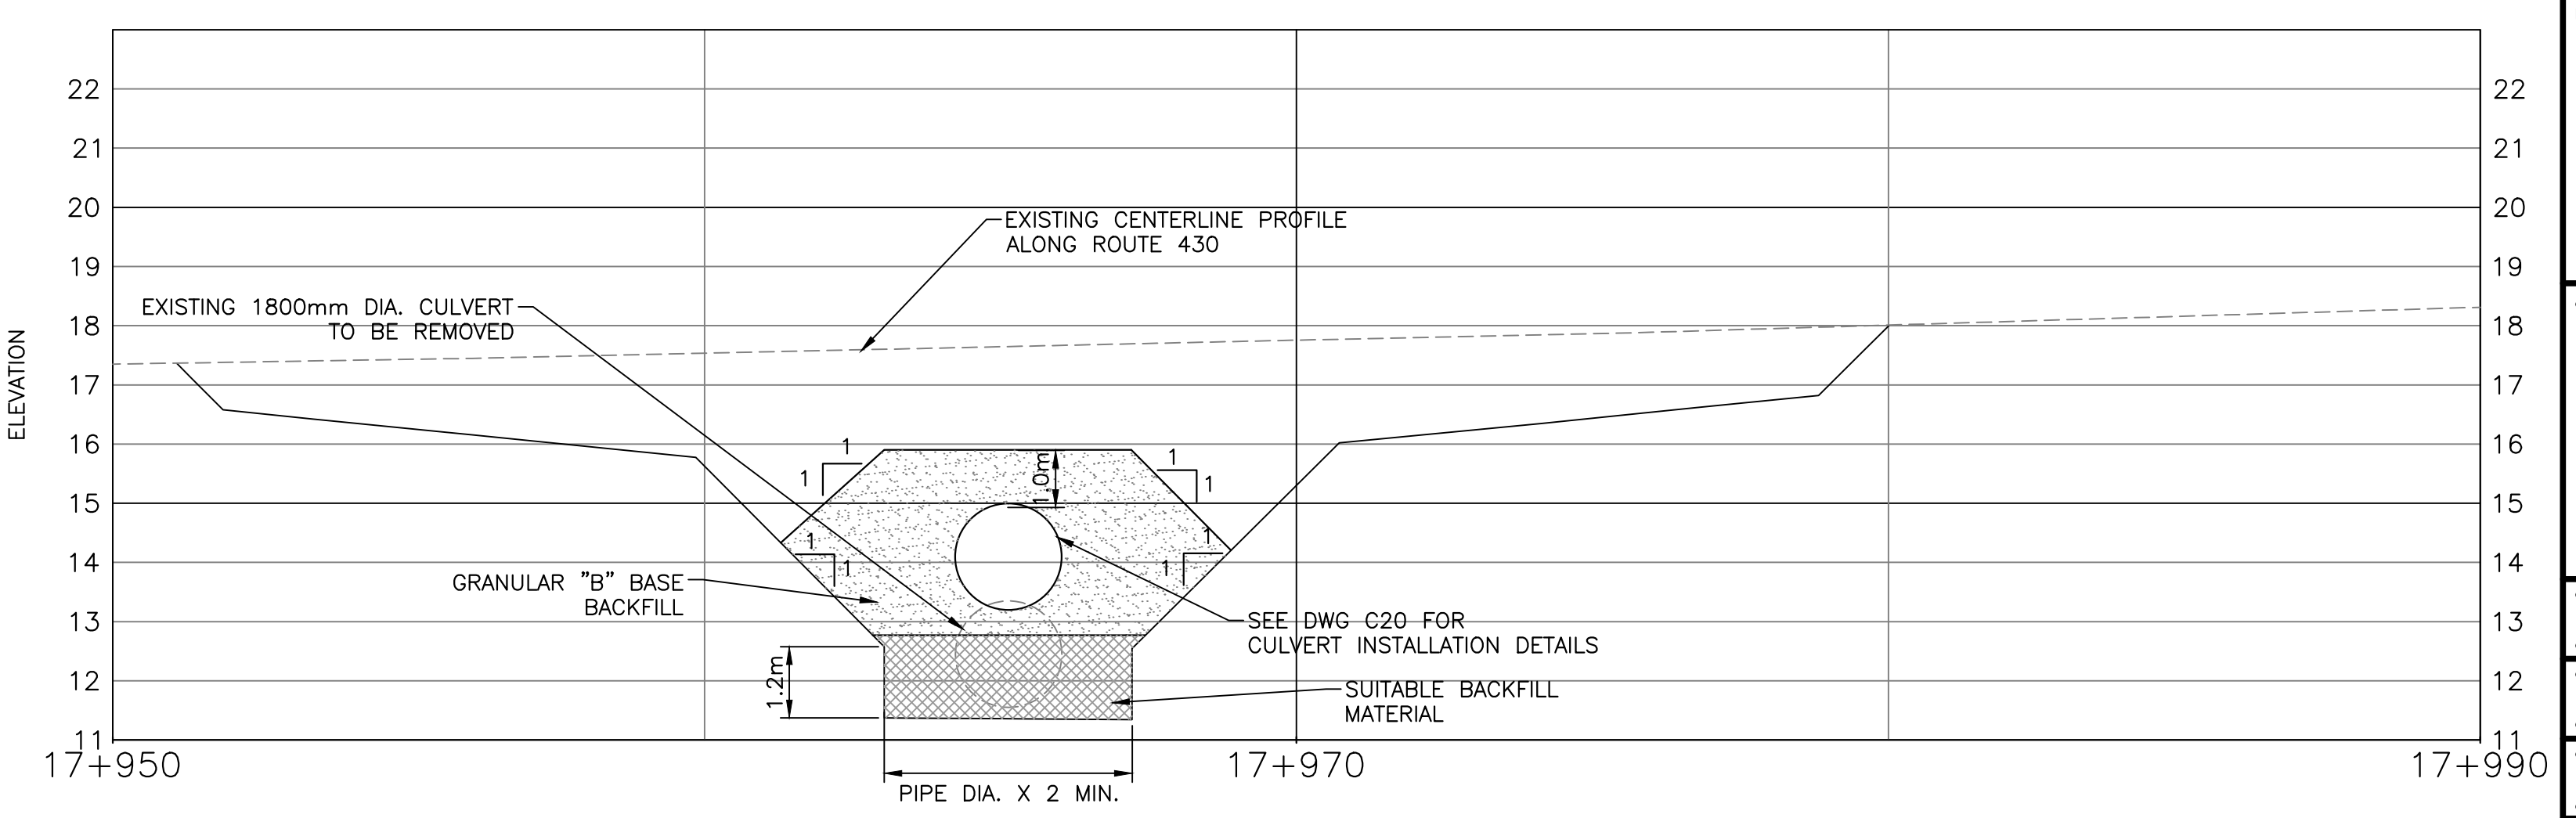 22 22
21 21
20 20
EXISTING CENTERLINE PROFILE
ALONG ROUTE 430
19 19
EXISTING 1800mm DIA. CULVERT
TO BE REMOVED
18 18
ELEVATION
17 17
16 16
1 1
1 1
1.0m
15 15
1 1
1 1
14 14
GRANULAR "B" BASE
BACKFILL
13 13
SEE DWG C20 FOR
CULVERT INSTALLATION DETAILS
1.2m
12 12
SUITABLE BACKFILL
MATERIAL
11 11
17+950 17+970 17+990
PIPE DIA. X 2 MIN.